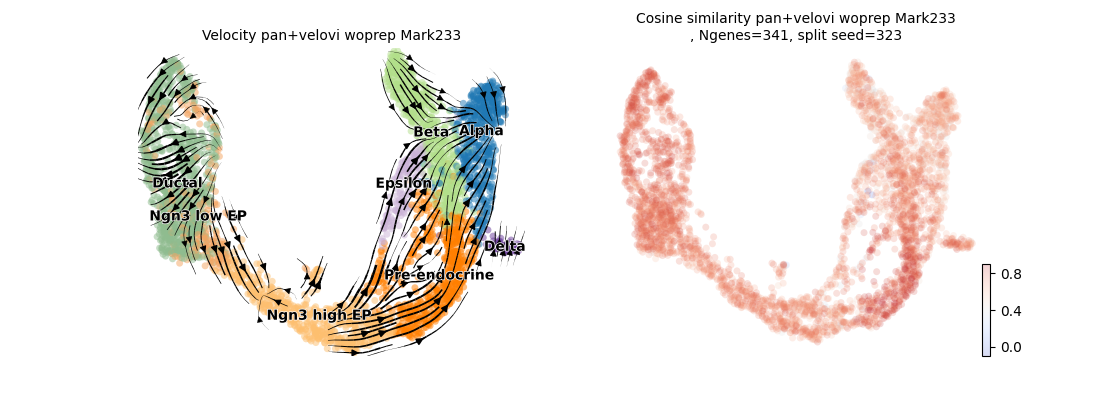 Velocity pan+velovi woprep Mark233
Beta
Alpha
Ductal
Epsilon
Ngn3 low EP
Delta
Pre-endocrine
Ngn3 high EP
Cosine similarity pan+velovi woprep Mark233
, Ngenes=341, split seed=323
0.8
0.4
0.0